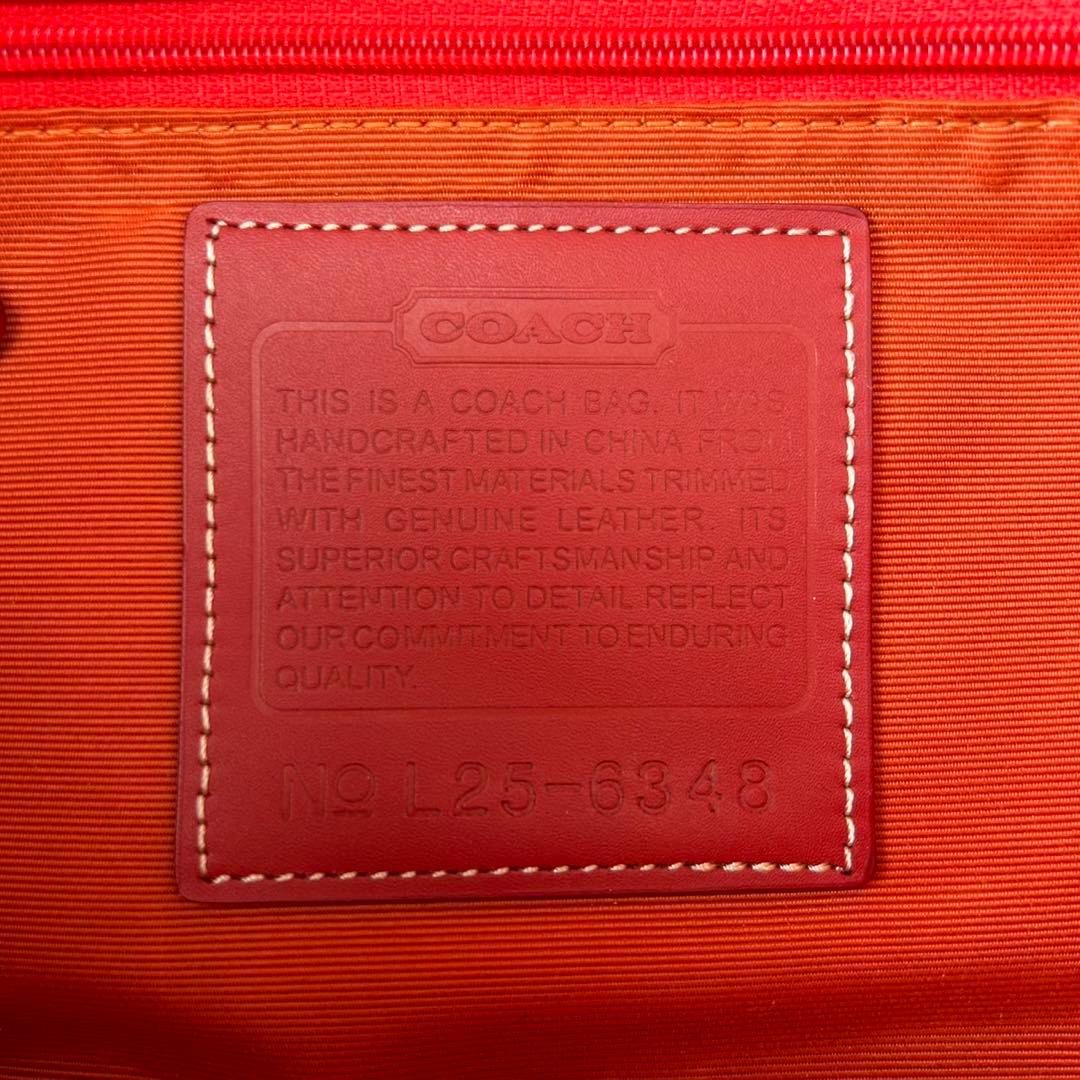 COACH
THIS IS A COACH BAG. IT WAS
HANDCRAFTED IN CHINA FROM
THE FINEST MATERIALS TRIMMED
WITH GENUINE LEATHER. ITS
SUPERIOR CRAFTSMANSHIP AND
ATTENTION TO DETAIL REFLECT
OUR COMMITMENT TO ENDURING
QUALITY.
Nº L25-6348